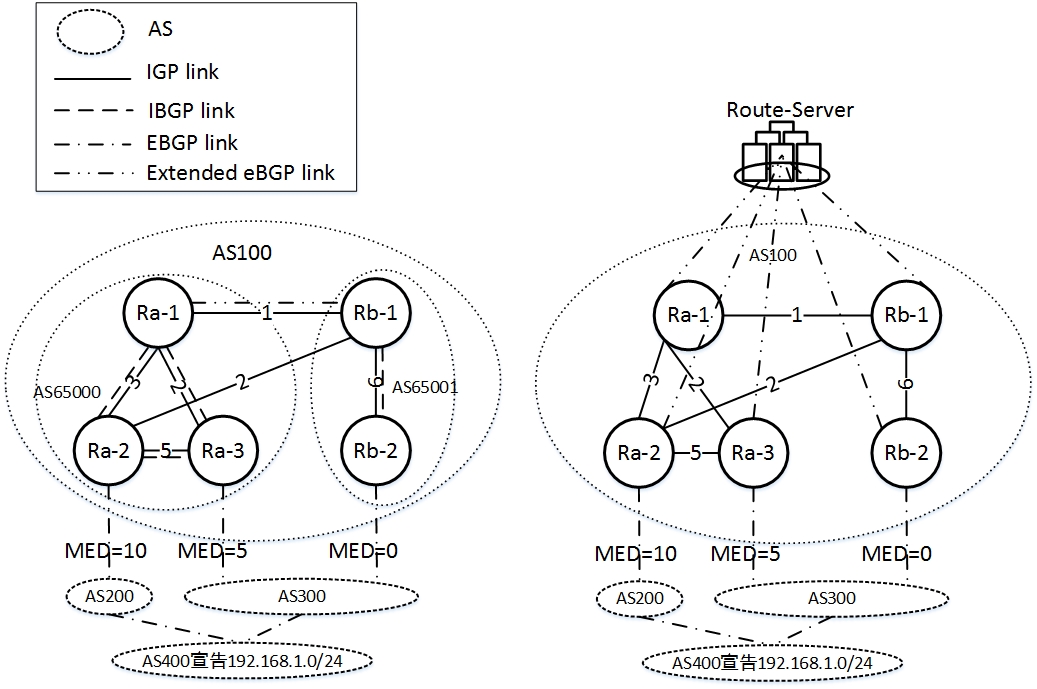 AS
IGP link
IBGP link
EBGP link
Extended eBGP link
AS100
Ra-1
1
Rb-1
AS65000
3
2
2
6
AS65001
Ra-2
5
Ra-3
Rb-2
MED=10
MED=5
MED=0
AS200
AS300
AS400宣告192.168.1.0/24
Route-Server
AS100
Ra-1
1
Rb-1
3
2
2
6
Ra-2
5
Ra-3
Rb-2
MED=10
MED=5
MED=0
AS200
AS300
AS400宣告192.168.1.0/24